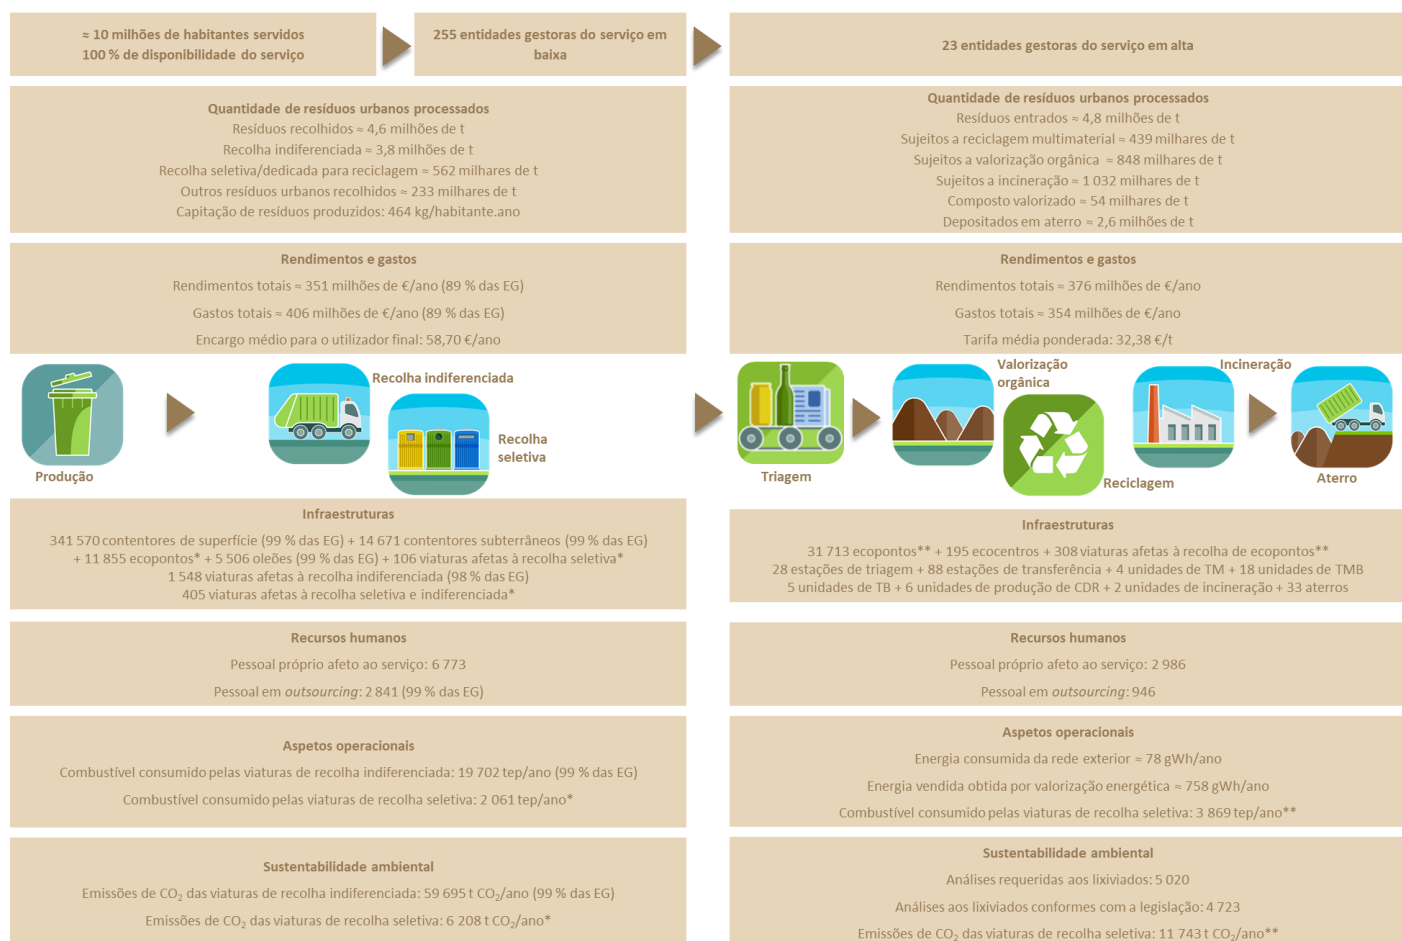 ≈ 10 milhões de habitantes servidos
100 % de disponibilidade do serviço
255 entidades gestoras do serviço em
baixa
23 entidades gestoras do serviço em alta
Quantidade de resíduos urbanos processados
Resíduos recolhidos ≈ 4,6 milhões de t
Recolha indiferenciada ≈ 3,8 milhões de t
Recolha seletiva/dedicada para reciclagem ≈ 562 milhares de t
Outros resíduos urbanos recolhidos ≈ 233 milhares de t
Capitação de resíduos produzidos: 464 kg/habitante.ano
Quantidade de resíduos urbanos processados
Resíduos entrados ≈ 4,8 milhões de t
Sujeitos a reciclagem multimaterial ≈ 439 milhares de t
Sujeitos a valorização orgânica ≈ 848 milhares de t
Sujeitos a incineração ≈ 1 032 milhares de t
Composto valorizado ≈ 54 milhares de t
Depositados em aterro ≈ 2,6 milhões de t
Rendimentos e gastos
Rendimentos totais ≈ 351 milhões de €/ano (89 % das EG)
Gastos totais ≈ 406 milhões de €/ano (89 % das EG)
Encargo médio para o utilizador final: 58,70 €/ano
Rendimentos e gastos
Rendimentos totais ≈ 376 milhões de €/ano
Gastos totais ≈ 354 milhões de €/ano
Tarifa média ponderada: 32,38 €/t
Produção
Recolha indiferenciada
Recolha
seletiva
Triagem
Valorização
orgânica
Reciclagem
Incineração
Aterro
Infraestruturas
341 570 contentores de superfície (99 % das EG) + 14 671 contentores subterrâneos (99 % das EG)
+ 11 855 ecopontos* + 5 506 oleões (99 % das EG) + 106 viaturas afetas à recolha seletiva*
1 548 viaturas afetas à recolha indiferenciada (98 % das EG)
405 viaturas afetas à recolha seletiva e indiferenciada*
Infraestruturas
31 713 ecopontos** + 195 ecocentros + 308 viaturas afetas à recolha de ecopontos**
28 estações de triagem + 88 estações de transferência + 4 unidades de TM + 18 unidades de TMB
5 unidades de TB + 6 unidades de produção de CDR + 2 unidades de incineração + 33 aterros
Recursos humanos
Pessoal próprio afeto ao serviço: 6 773
Pessoal em outsourcing: 2 841 (99 % das EG)
Recursos humanos
Pessoal próprio afeto ao serviço: 2 986
Pessoal em outsourcing: 946
Aspetos operacionais
Combustível consumido pelas viaturas de recolha indiferenciada: 19 702 tep/ano (99 % das EG)
Combustível consumido pelas viaturas de recolha seletiva: 2 061 tep/ano*
Aspetos operacionais
Energia consumida da rede exterior ≈ 78 gWh/ano
Energia vendida obtida por valorização energética ≈ 758 gWh/ano
Combustível consumido pelas viaturas de recolha seletiva: 3 869 tep/ano**
Sustentabilidade ambiental
Emissões de CO₂ das viaturas de recolha indiferenciada: 59 695 t CO₂/ano (99 % das EG)
Emissões de CO₂ das viaturas de recolha seletiva: 6 208 t CO₂/ano*
Sustentabilidade ambiental
Análises requeridas aos lixiviados: 5 020
Análises aos lixiviados conformes com a legislação: 4 723
Emissões de CO₂ das viaturas de recolha seletiva: 11 743 t CO₂/ano**